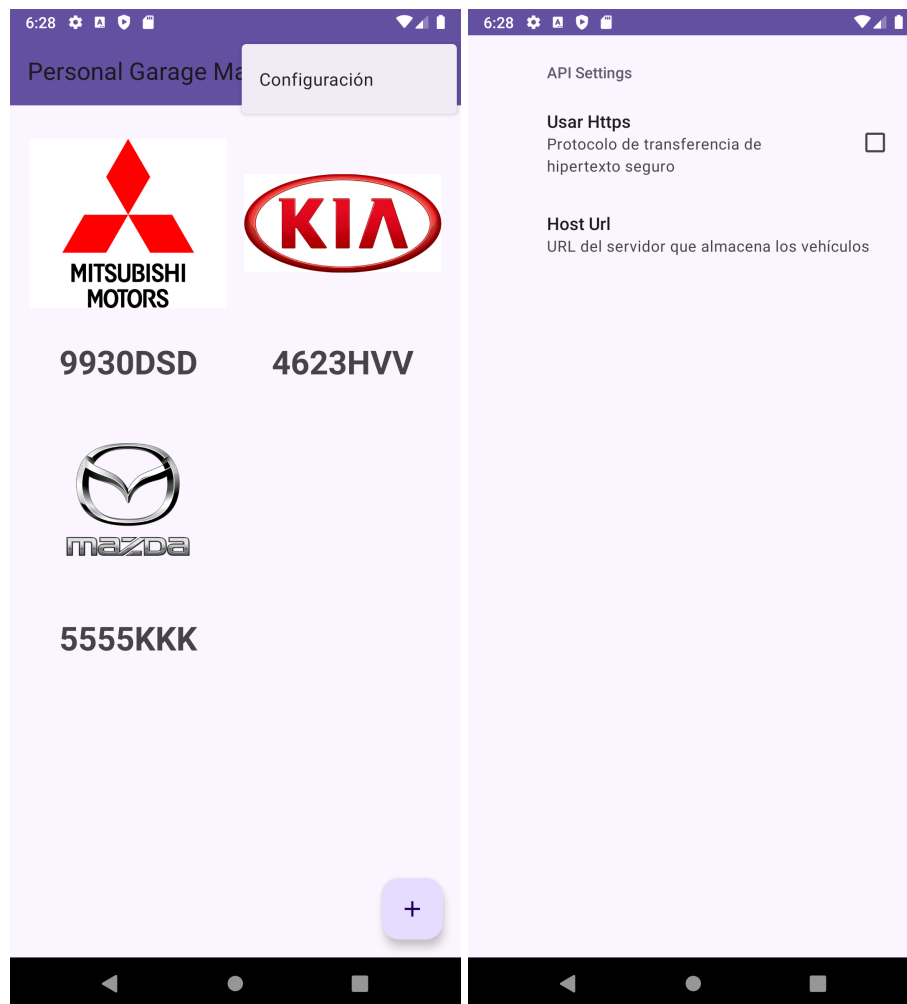 6:28
Personal Garage Ma
Configuración
MITSUBISHI
MOTORS
KIA
9930DSD
4623HVV
mazda
5555KKK
+
6:28
API Settings
Usar Https
Protocolo de transferencia de
hipertexto seguro
Host Url
URL del servidor que almacena los vehículos